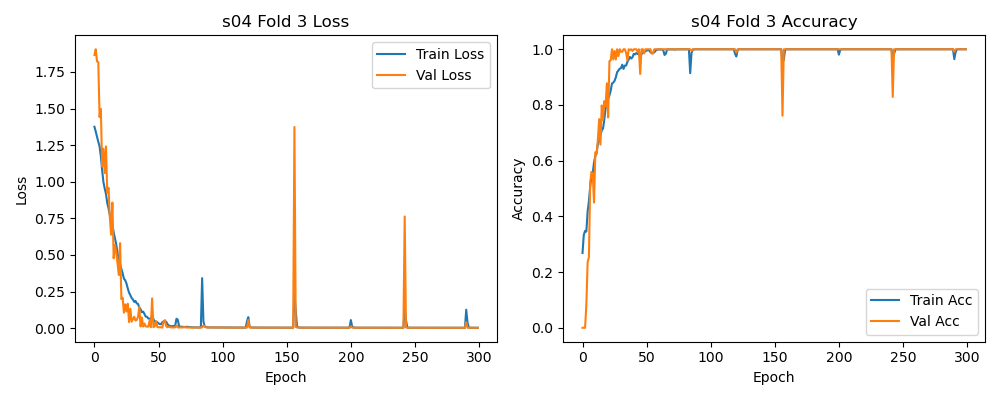 s04 Fold 3 Loss
Train Loss
Val Loss
Loss
1.75
1.50
1.25
1.00
0.75
0.50
0.25
0.00
0 50 100 150 200 250 300
Epoch
s04 Fold 3 Accuracy
Accuracy
1.0
0.8
0.6
0.4
0.2
0.0
Train Acc
Val Acc
0 50 100 150 200 250 300
Epoch